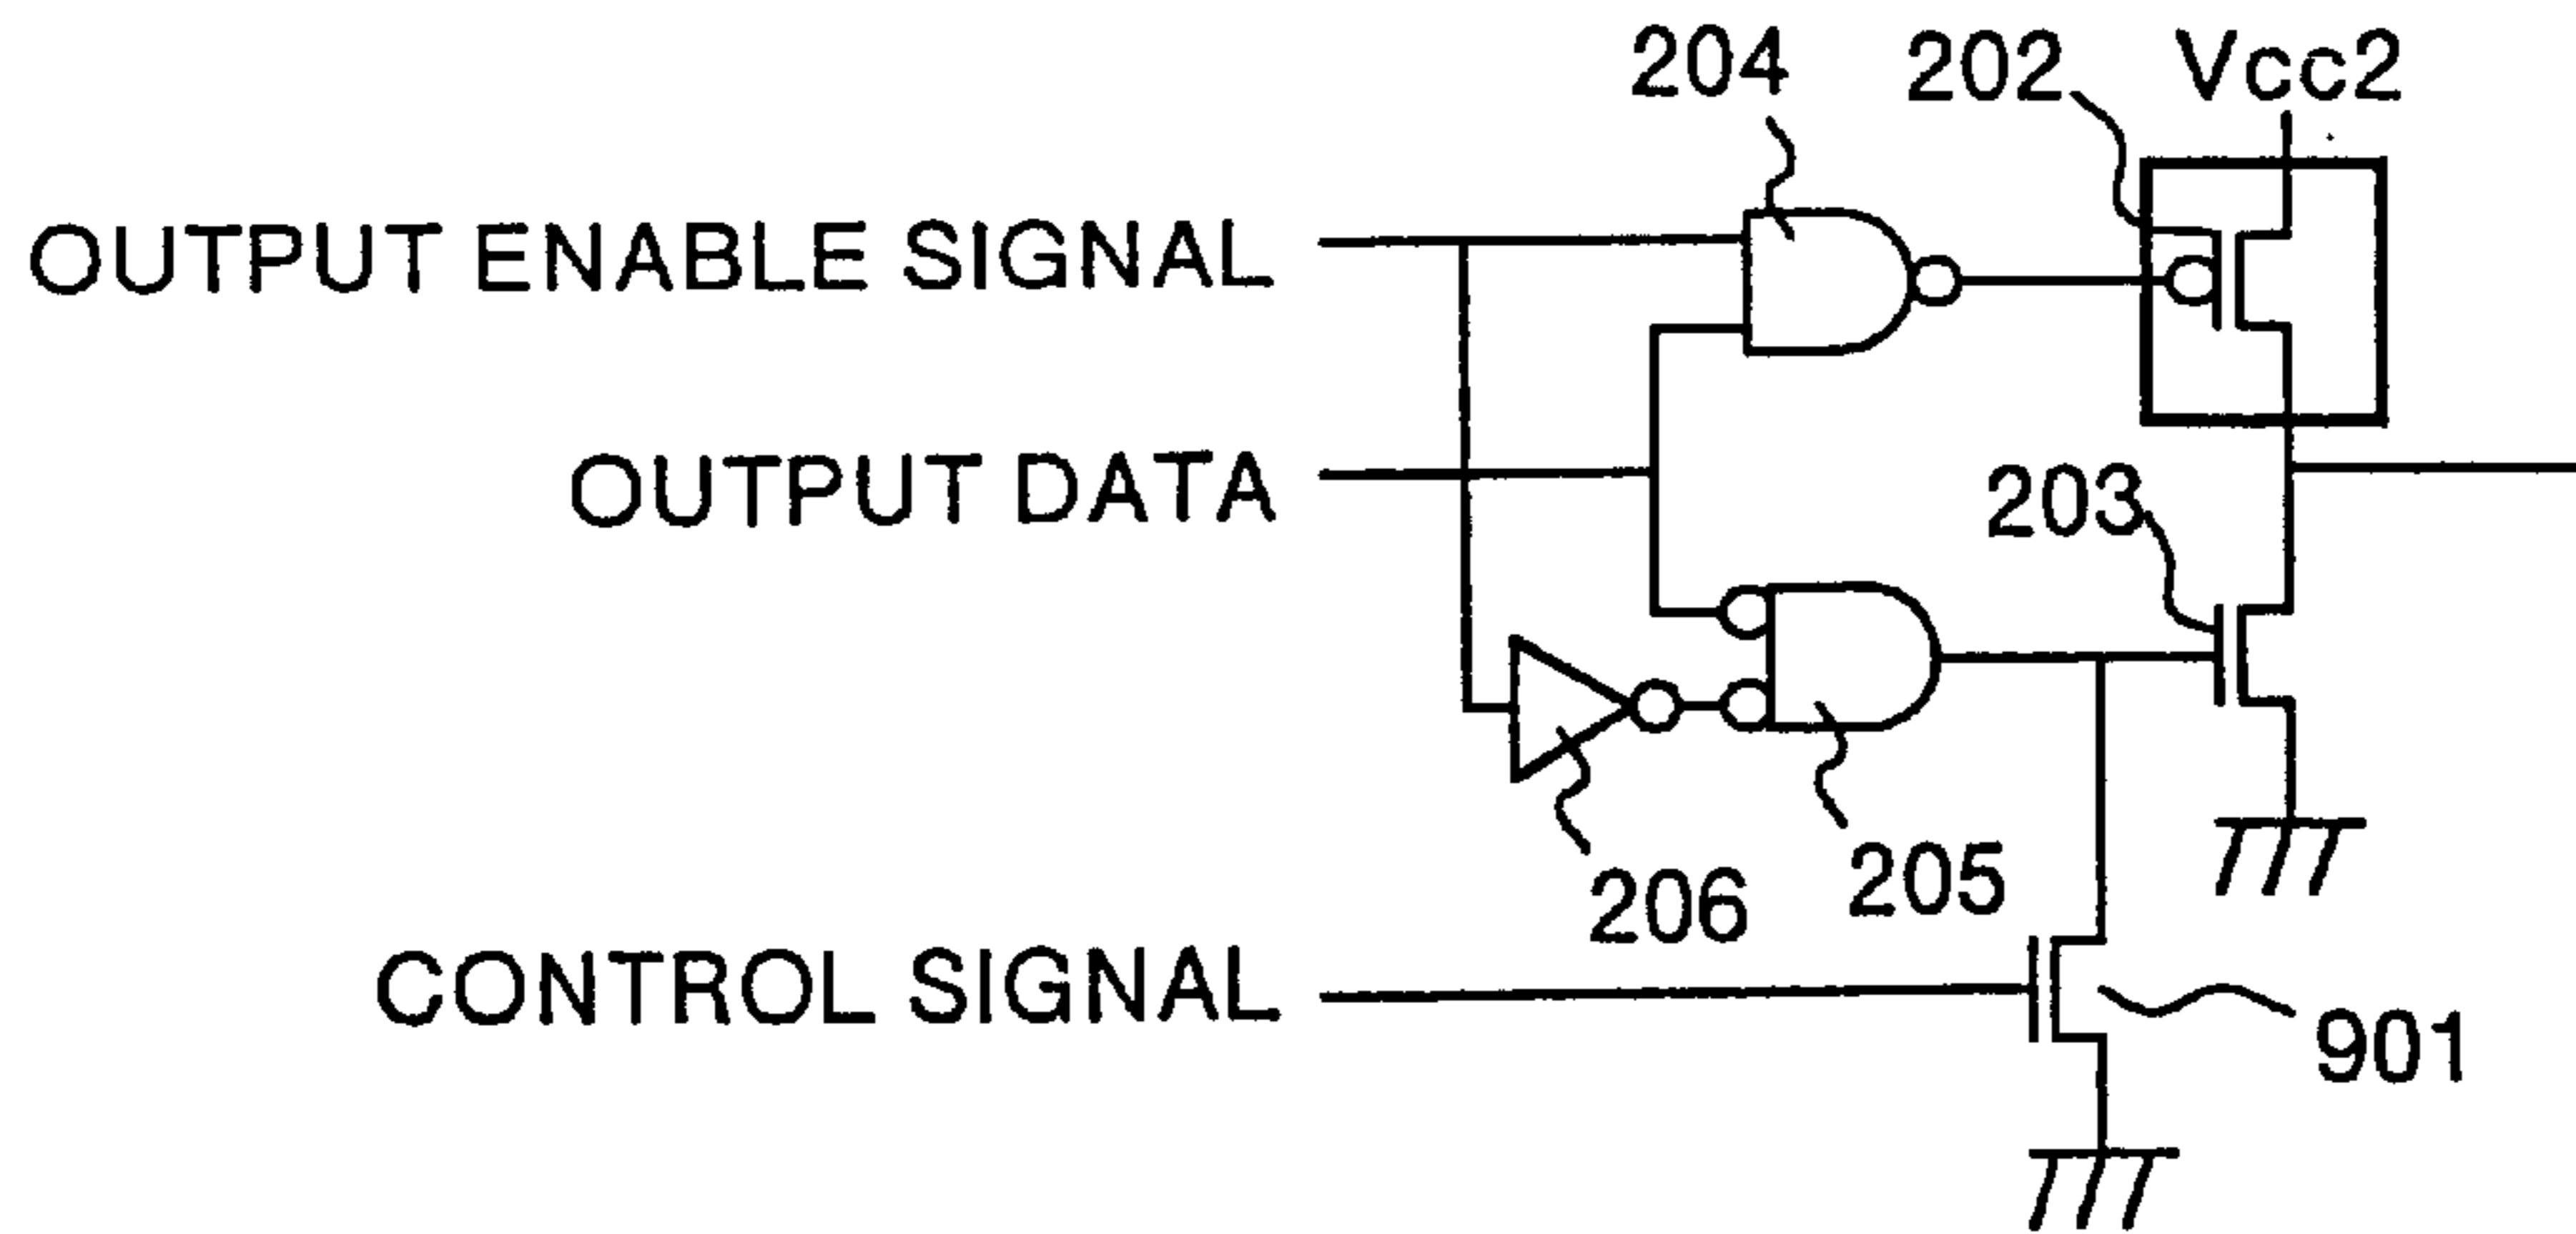 204
202
Vcc2
OUTPUT ENABLE SIGNAL
OUTPUT DATA
203
206
205
CONTROL SIGNAL
901